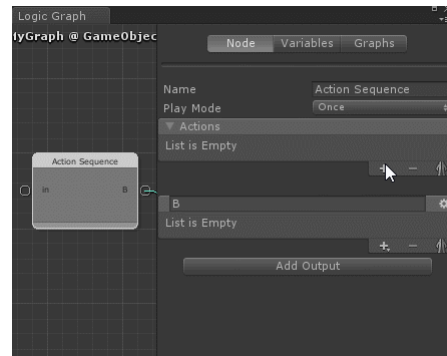 Logic Graph
MyGraph @ GameObjec
Node Variables Graphs
Name Action Sequence
Play Mode Once
Actions
List is Empty
Action Sequence
In B
B
List is Empty
Add Output